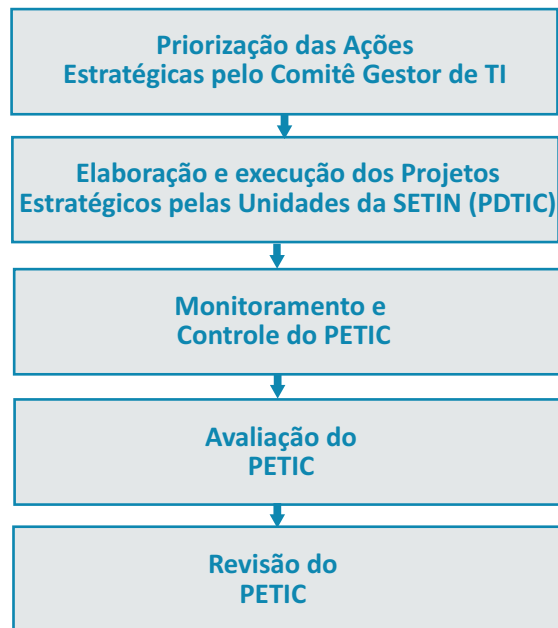 Priorização das Ações
Estratégicas pelo Comitê Gestor de TI
Elaboração e execução dos Projetos
Estratégicos pelas Unidades da SETIN (PDTIC)
Monitoramento e
Controle do PETIC
Avaliação do
PETIC
Revisão do
PETIC